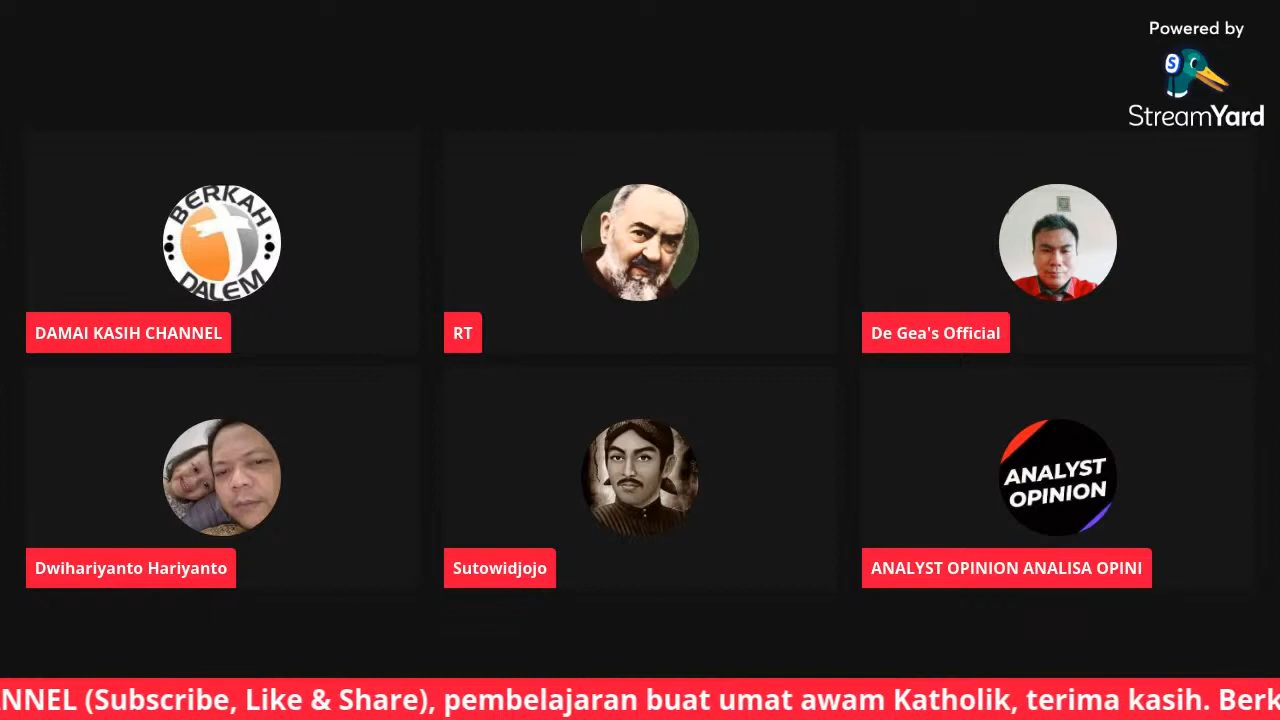 Powered by
S
StreamYard
BERKAH
DALEM
DAMAI KASIH CHANNEL
RT
De Gea's Official
Dwihariyanto Hariyanto
Sutowidjojo
ANALYST
OPINION
ANALYST OPINION ANALISA OPINI
NNEL (Subscribe, Like & Share), pembelajaran buat umat awam Katholik, terima kasih. Berk